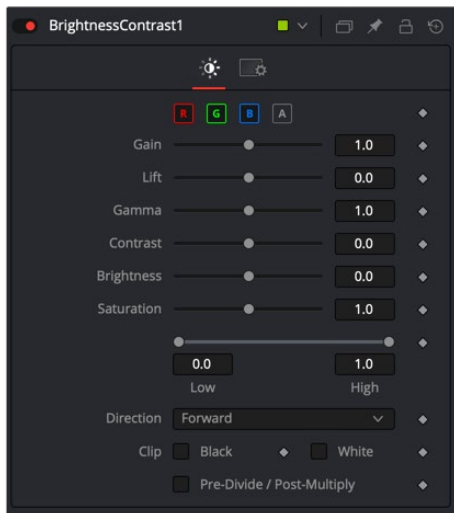 BrightnessContrast1
R G B A
Gain 1.0
Lift 0.0
Gamma 1.0
Contrast 0.0
Brightness 0.0
Saturation 1.0
0.0 1.0
Low High
Direction Forward
Clip Black White
Pre-Divide / Post-Multiply